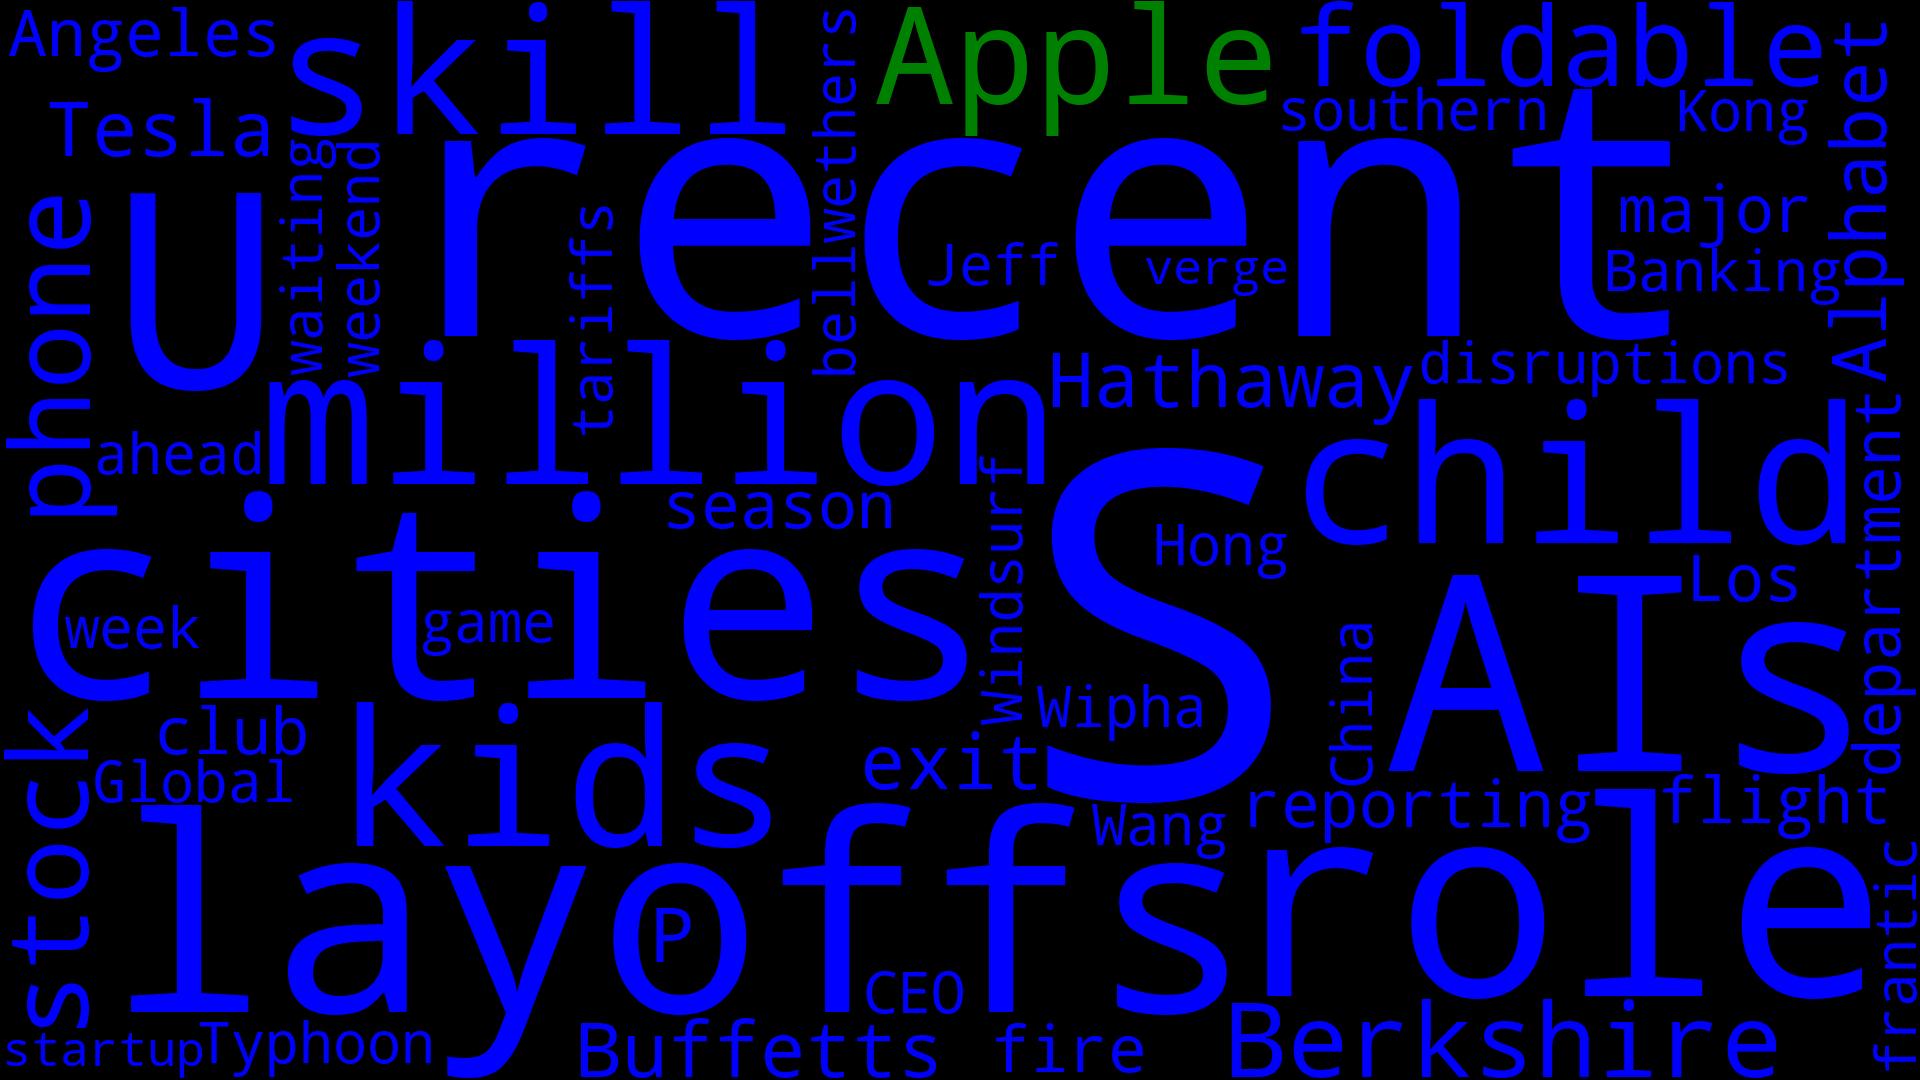 Angeles
skill
bellwethers
Apple
foldable
Alphabet
Tesla
southern
Kong
phone
U
waiting
weekend
recent
tariffs
Jeff
verge
major
Banking
million
Hathaway
disruptions
ahead
child
department
cities
season
Windsurf
S
Hong
AIs
Los
week
game
China
stock
club
Global
kids
exit
Wipha
Wang
reporting
flight
layoffs
P
CEO
role
frantic
startup
Typhoon
Buffetts
fire
Berkshire